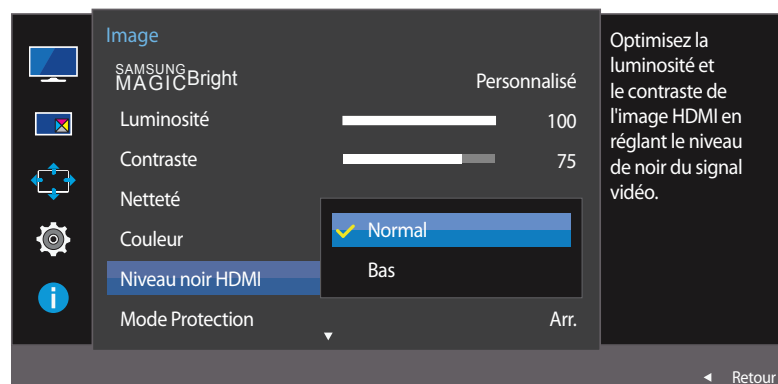 Image
SAMSUNG
MAGICBright Personnalisé
Luminosité 100
Contraste 75
Netteté
Couleur
Niveau noir HDMI
Mode Protection Arr.
Normal
Bas
Optimisez la
luminosité et
le contraste de
l'image HDMI en
réglant le niveau
de noir du signal
vidéo.
Retour